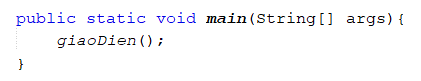 public static void main(String[] args){
giaoDien();
}